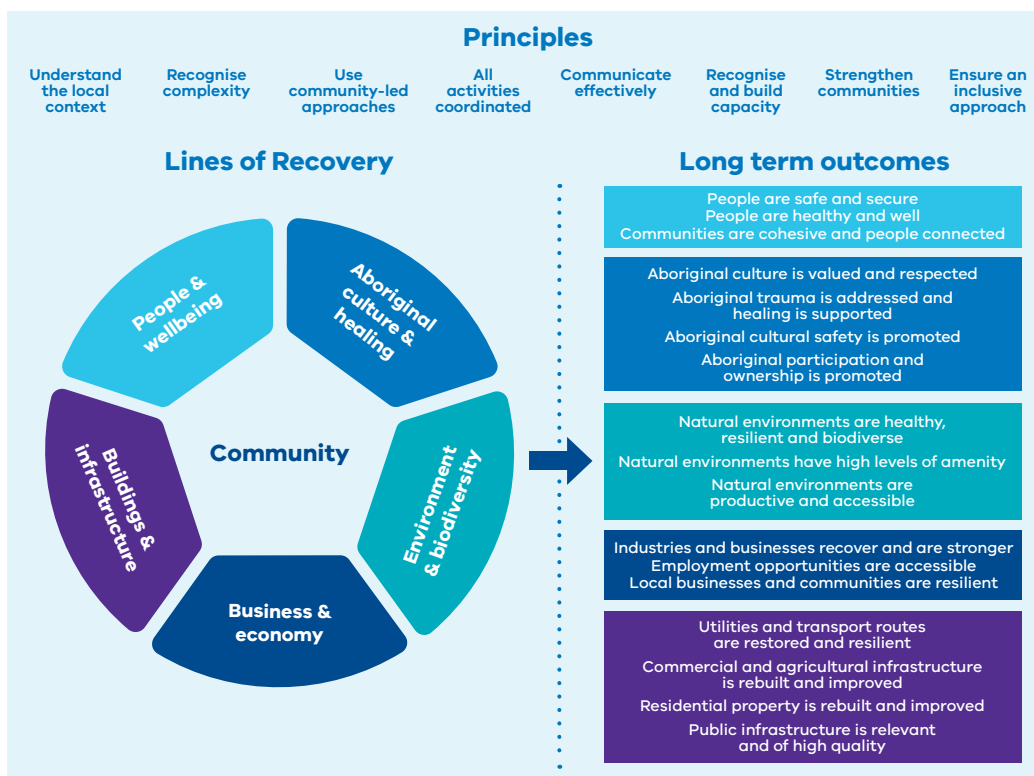 Principles
Understand
the local
context
Recognise
complexity
Use
community-led
approaches
All
activities
coordinated
Communicate
effectively
Recognise
and build
capacity
Strengthen
communities
Ensure an
inclusive
approach
Lines of Recovery
People &
wellbeing
Aboriginal
culture &
healing
Environment
& biodiversity
Business &
economy
Buildings &
infrastructure
Community
Long term outcomes
People are safe and secure
People are healthy and well
Communities are cohesive and people connected
Aboriginal culture is valued and respected
Aboriginal trauma is addressed and
healing is supported
Aboriginal cultural safety is promoted
Aboriginal participation and
ownership is promoted
Natural environments are healthy,
resilient and biodiverse
Natural environments have high levels of amenity
Natural environments are
productive and accessible
Industries and businesses recover and are stronger
Employment opportunities are accessible
Local businesses and communities are resilient
Utilities and transport routes
are restored and resilient
Commercial and agricultural infrastructure
is rebuilt and improved
Residential property is rebuilt and improved
Public infrastructure is relevant
and of high quality